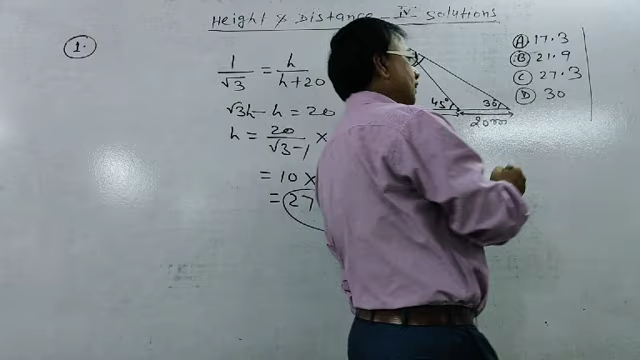 Height & Distance - IV solutions
1.
1/√3 = h/h+20
√3h - h = 20
h = 20/√3-1 ×
= 10 ×
= 27
45° 30
20m
A 17.3
B 21.9
C 27.3
D 30